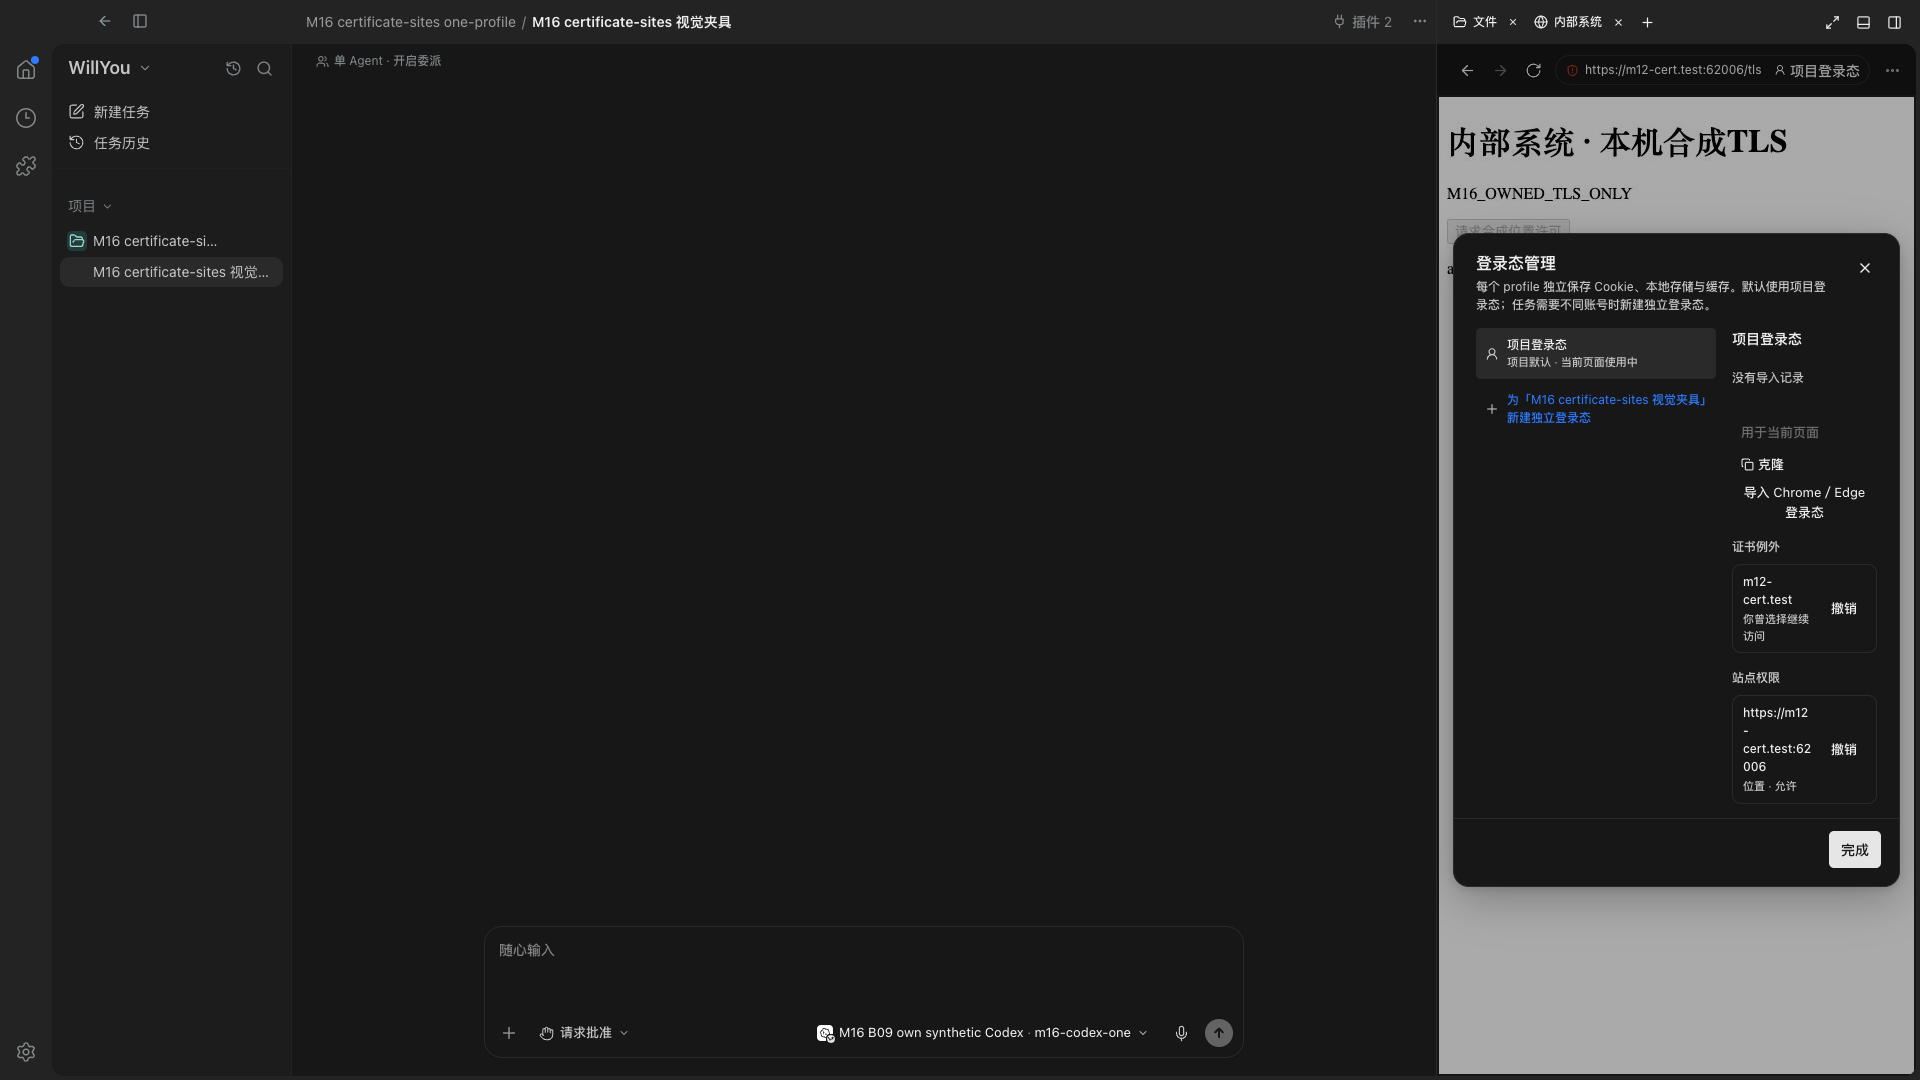 M16 certificate-sites one-profile / M16 certificate-sites 视觉夹具
插件 2
文件
内部系统
WillYou
新建任务
任务历史
项目
M16 certificate-si...
M16 certificate-sites 视觉...
单 Agent · 开启委派
随心输入
请求批准
M16 B09 own synthetic Codex · m16-codex-one
https://m12-cert.test:62006/tls
项目登录态
内部系统 · 本机合成TLS
M16_OWNED_TLS_ONLY
请求合成位置许可
a
登录态管理
每个 profile 独立保存 Cookie、本地存储与缓存。默认使用项目登
录态；任务需要不同账号时新建独立登录态。
项目登录态
项目默认 · 当前页面使用中
为「M16 certificate-sites 视觉夹具」
新建独立登录态
项目登录态
没有导入记录
用于当前页面
克隆
导入 Chrome / Edge
登录态
证书例外
m12-
cert.test
你曾选择继续
访问
撤销
站点权限
https://m12
-
cert.test:62
006
位置 · 允许
撤销
完成